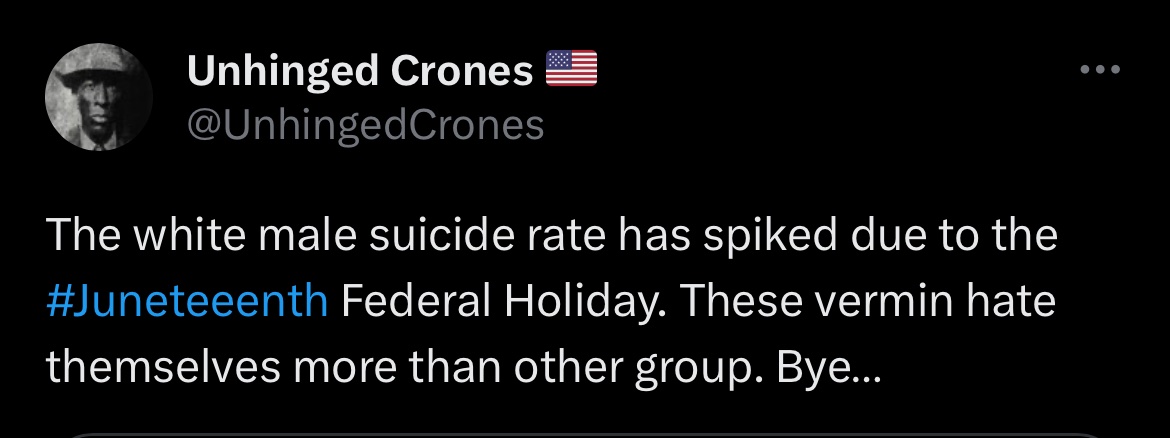 Unhinged Crones 🇺🇸
@UnhingedCrones
The white male suicide rate has spiked due to the
#Juneteeenth Federal Holiday. These vermin hate
themselves more than other group. Bye...